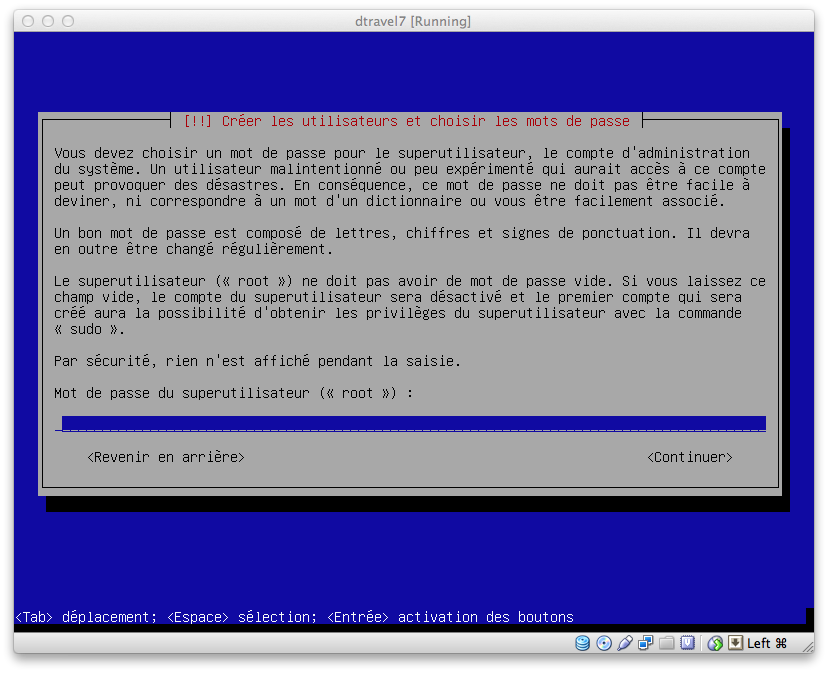 dtravel7 [Running]
[!!] Créer les utilisateurs et choisir les mots de passe
Vous devez choisir un mot de passe pour le superutilisateur, le compte d'administration
du système. Un utilisateur malintentionné ou peu expérimenté qui aurait accès à ce compte
peut provoquer des désastres. En conséquence, ce mot de passe ne doit pas être facile à
deviner, ni correspondre à un mot d'un dictionnaire ou vous être facilement associé.
Un bon mot de passe est composé de lettres, chiffres et signes de ponctuation. Il devra
en outre être changé régulièrement.
Le superutilisateur (« root ») ne doit pas avoir de mot de passe vide. Si vous laissez ce
champ vide, le compte du superutilisateur sera désactivé et le premier compte qui sera
créé aura la possibilité d'obtenir les privilèges du superutilisateur avec la commande
« sudo ».
Par sécurité, rien n'est affiché pendant la saisie.
Mot de passe du superutilisateur (« root ») :
<Revenir en arrière> <Continuer>
<Tab> déplacement; <Espace> sélection; <Entrée> activation des boutons
Left ⌘